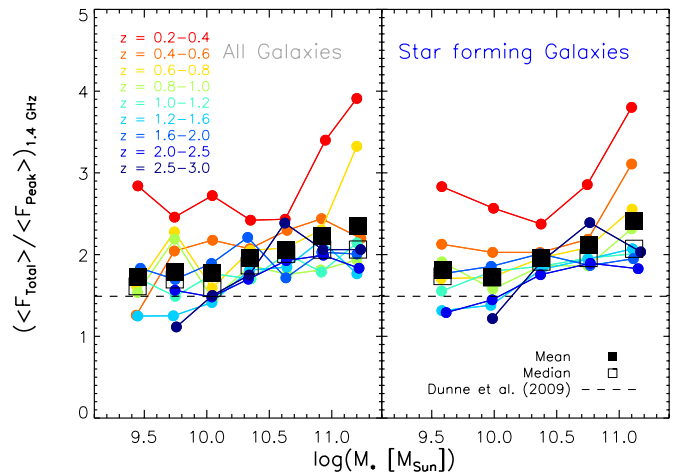 5
4
3
2
1
0
(<F_Total>/<F_Peak>)_1.4 GHz
z = 0.2−0.4
z = 0.4−0.6
z = 0.6−0.8
z = 0.8−1.0
z = 1.0−1.2
z = 1.2−1.6
z = 1.6−2.0
z = 2.0−2.5
z = 2.5−3.0
All Galaxies
Star forming Galaxies
Mean
Median
Dunne et al. (2009)
9.5 10.0 10.5 11.0 9.5 10.0 10.5 11.0
log(M_* [M_Sun])